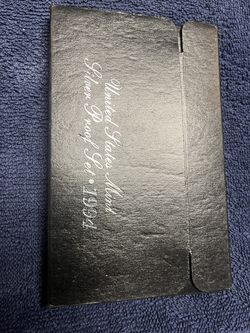 United States Mint
Silver Proof Set • 1994